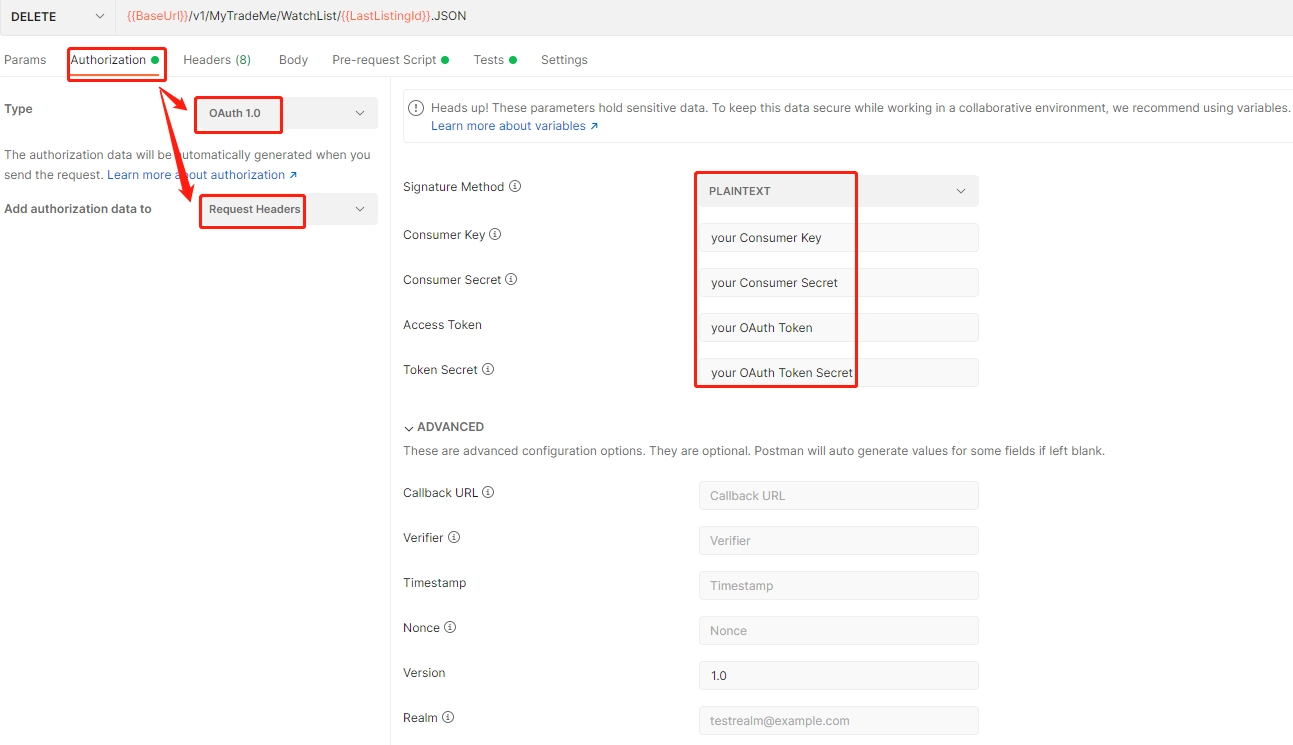 DELETE
{{BaseUrl}}/v1/MyTradeMe/WatchList/{{LastListingId}}.JSON
Params
Authorization
Headers (8)
Body
Pre-request Script
Tests
Settings
Type
OAuth 1.0
The authorization data will be automatically generated when you
send the request. Learn more about authorization ↗
Add authorization data to
Request Headers
Heads up! These parameters hold sensitive data. To keep this data secure while working in a collaborative environment, we recommend using variables.
Learn more about variables ↗
Signature Method
PLAINTEXT
Consumer Key
your Consumer Key
Consumer Secret
your Consumer Secret
Access Token
your OAuth Token
Token Secret
your OAuth Token Secret
ADVANCED
These are advanced configuration options. They are optional. Postman will auto generate values for some fields if left blank.
Callback URL
Callback URL
Verifier
Verifier
Timestamp
Timestamp
Nonce
Nonce
Version
1.0
Realm
testrealm@example.com